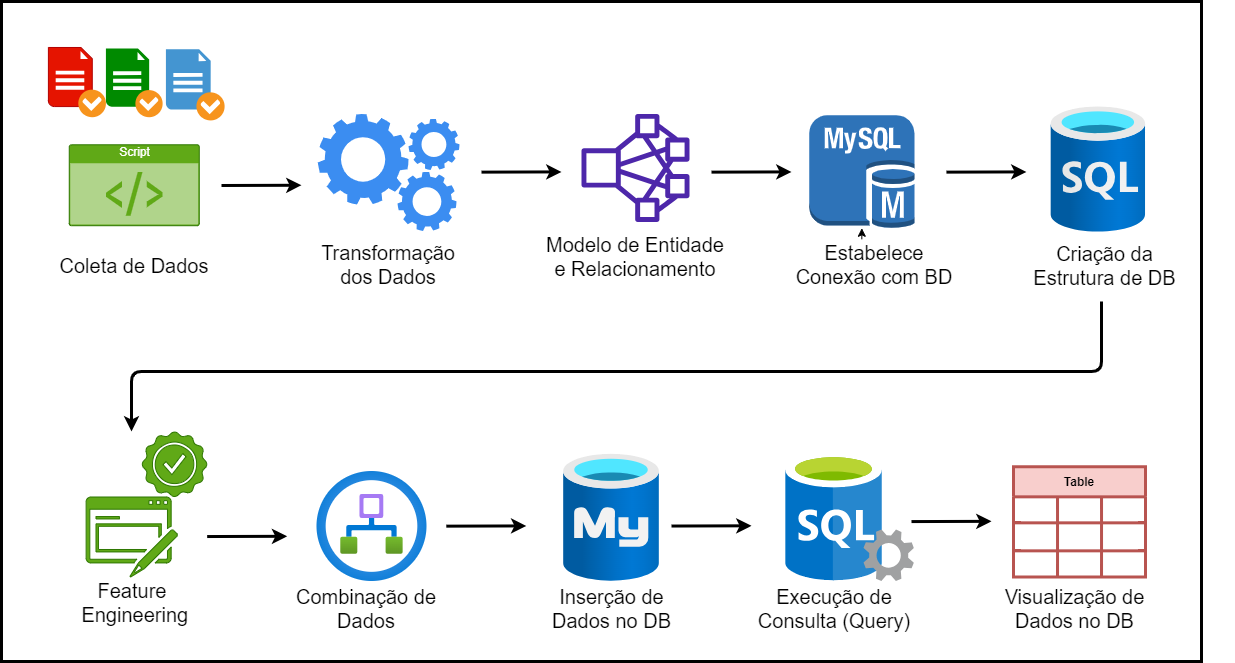 Script
</>
Coleta de Dados
Transformação
dos Dados
Modelo de Entidade
e Relacionamento
MySQL
M
Estabelece
Conexão com BD
SQL
Criação da
Estrutura de DB
Feature
Engineering
Combinação de
Dados
My
Inserção de
Dados no DB
SQL
Execução de
Consulta (Query)
Table
Visualização de
Dados no DB